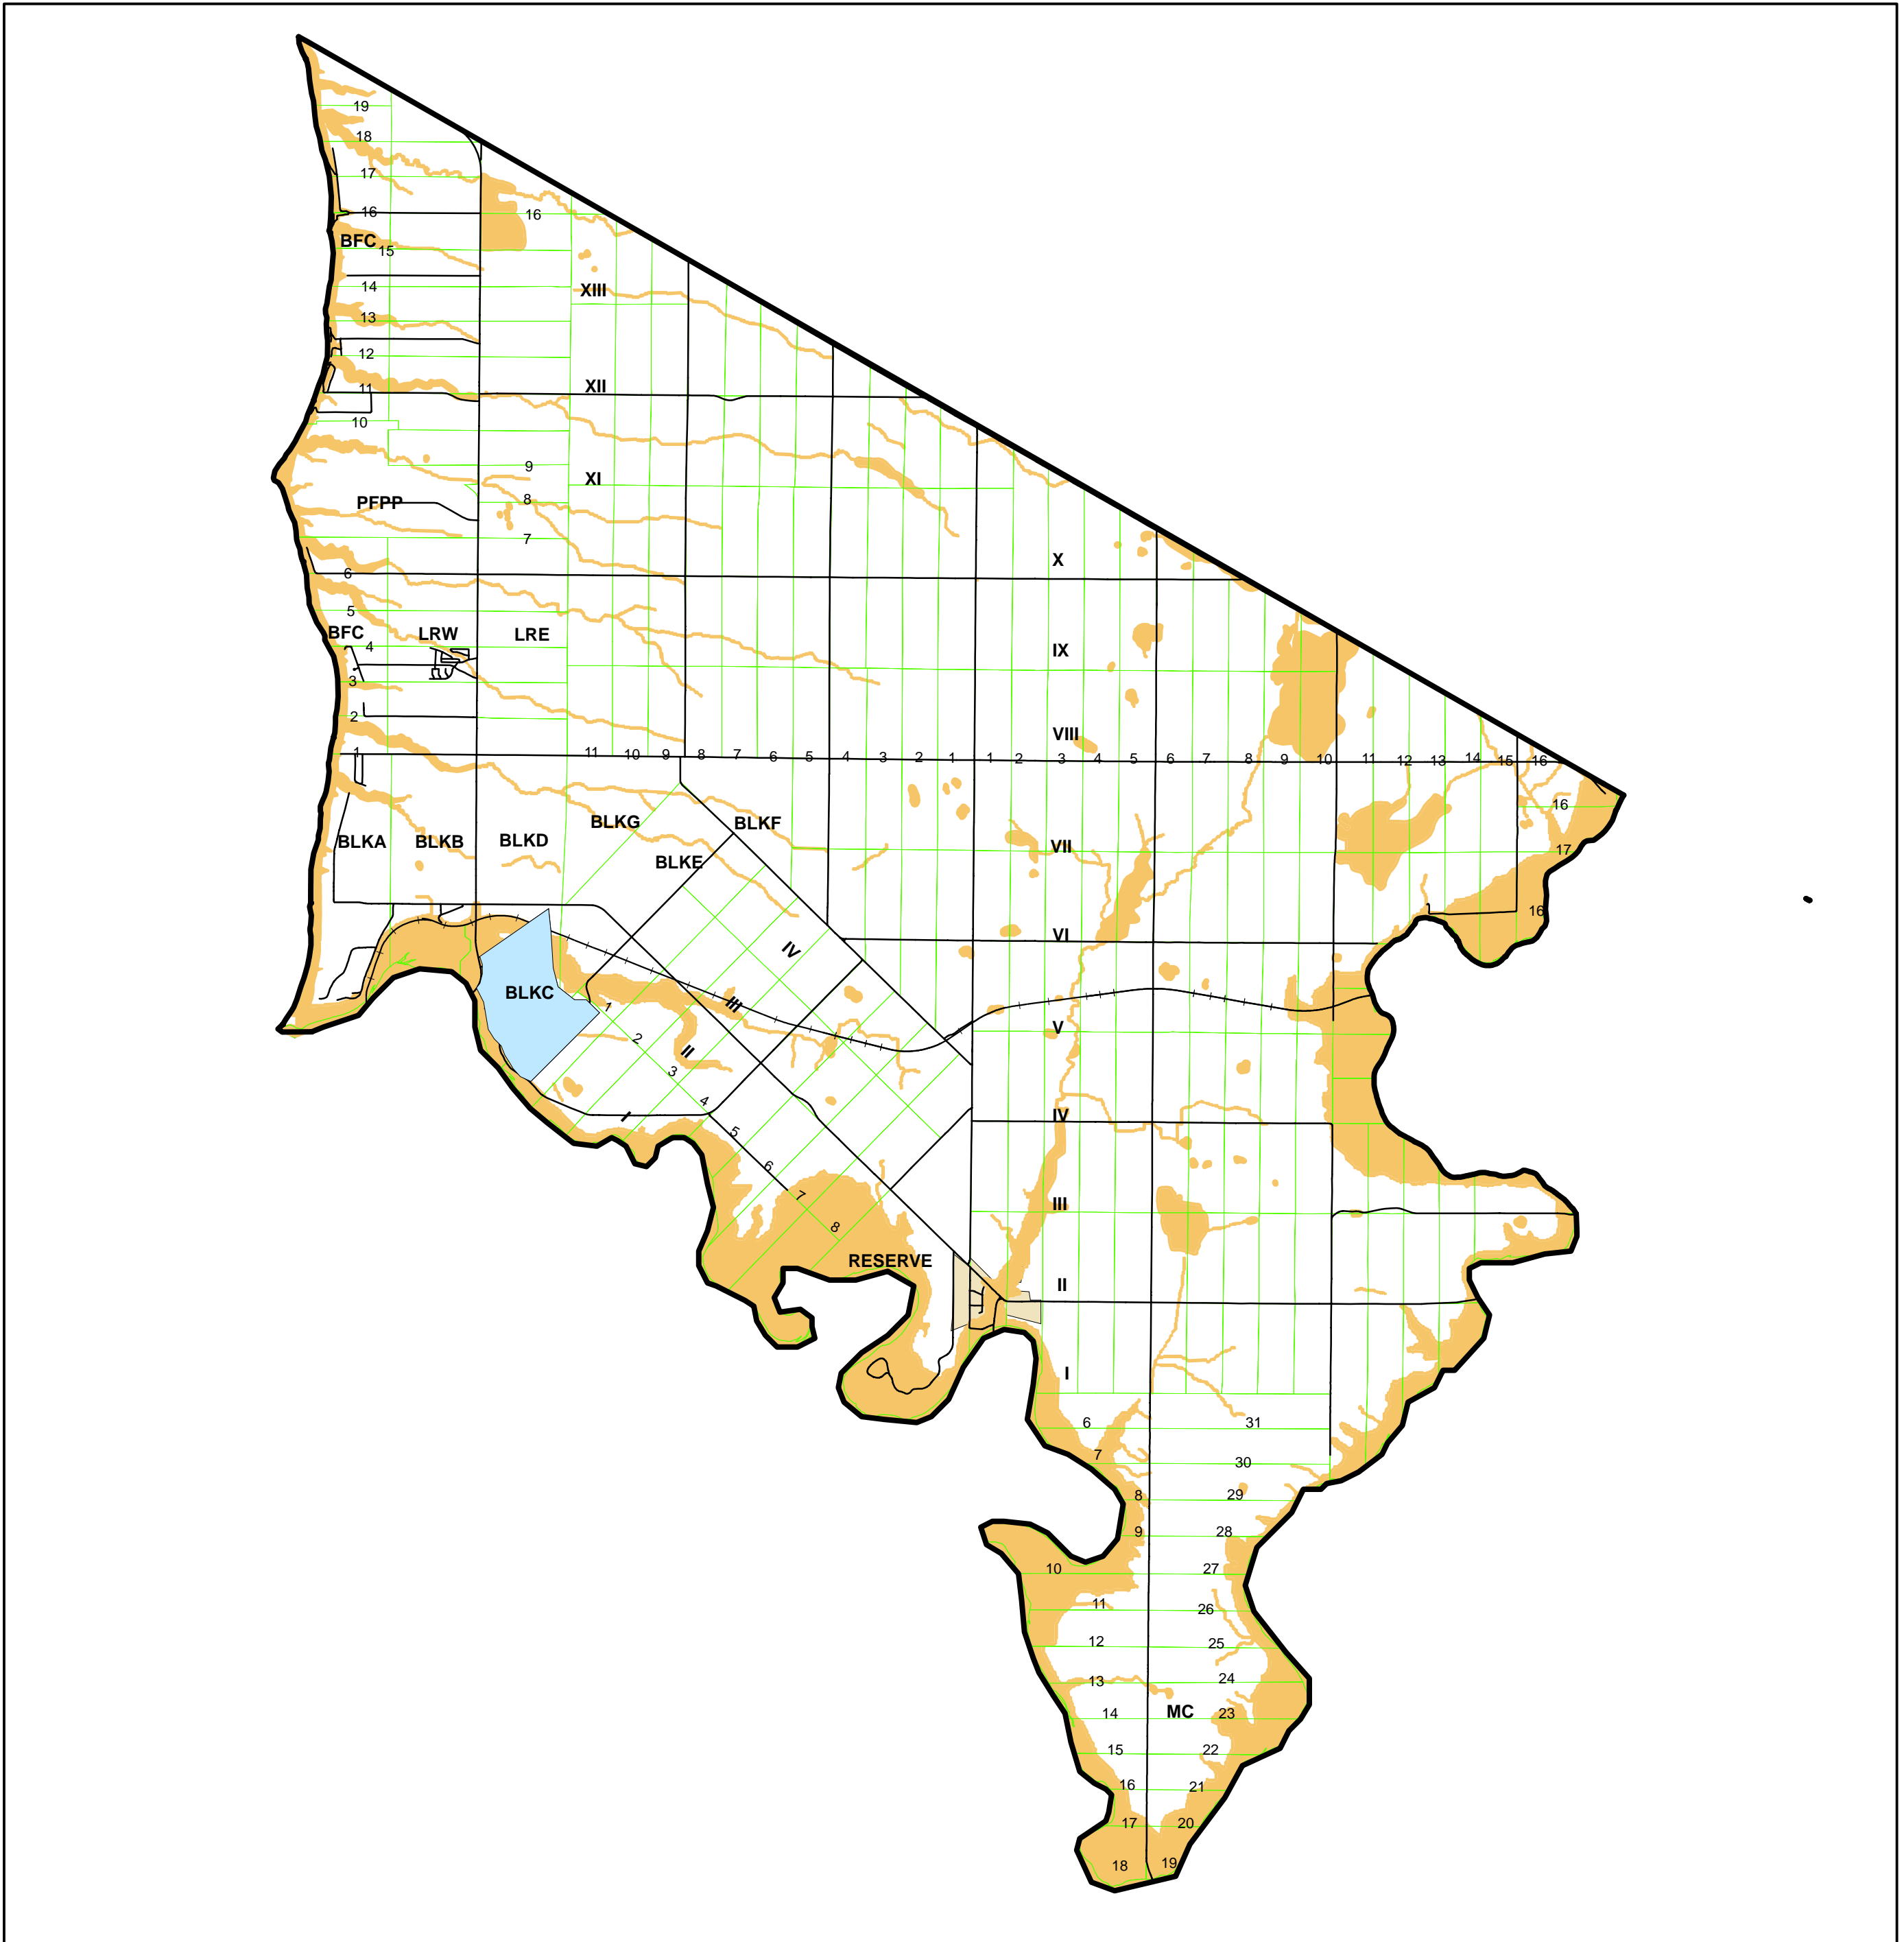 19
18
17
16
16
BFC
15
XIII
14
13
12
XII
11
10
9
XI
8
PFPP
7
X
6
5
BFC
LRW
LRE
4
IX
3
2
VIII
1
11
10
9
8
7
6
5
4
3
2
1
1
2
3
4
5
6
7
8
9
10
11
12
13
14
15
16
16
BLKA
BLKB
BLKD
BLKG
BLKF
BLKE
VII
17
16
IV
VI
BLKC
III
V
1
2
II
3
4
I
IV
5
6
7
III
8
RESERVE
II
I
6
31
7
30
8
29
9
28
10
27
11
26
12
25
13
24
14
MC
23
15
22
16
21
17
20
18
19